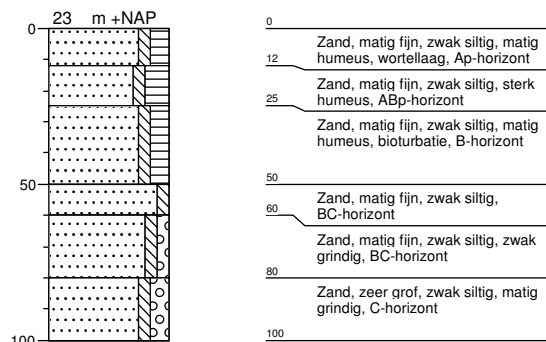 23 m +NAP
0
50
100
0
Zand, matig fijn, zwak siltig, matig
humeus, wortellaag, Ap-horizont
12
Zand, matig fijn, zwak siltig, sterk
humeus, ABp-horizont
25
Zand, matig fijn, zwak siltig, matig
humeus, bioturbatie, B-horizont
50
Zand, matig fijn, zwak siltig,
BC-horizont
60
Zand, matig fijn, zwak siltig, zwak
grindig, BC-horizont
80
Zand, zeer grof, zwak siltig, matig
grindig, C-horizont
100